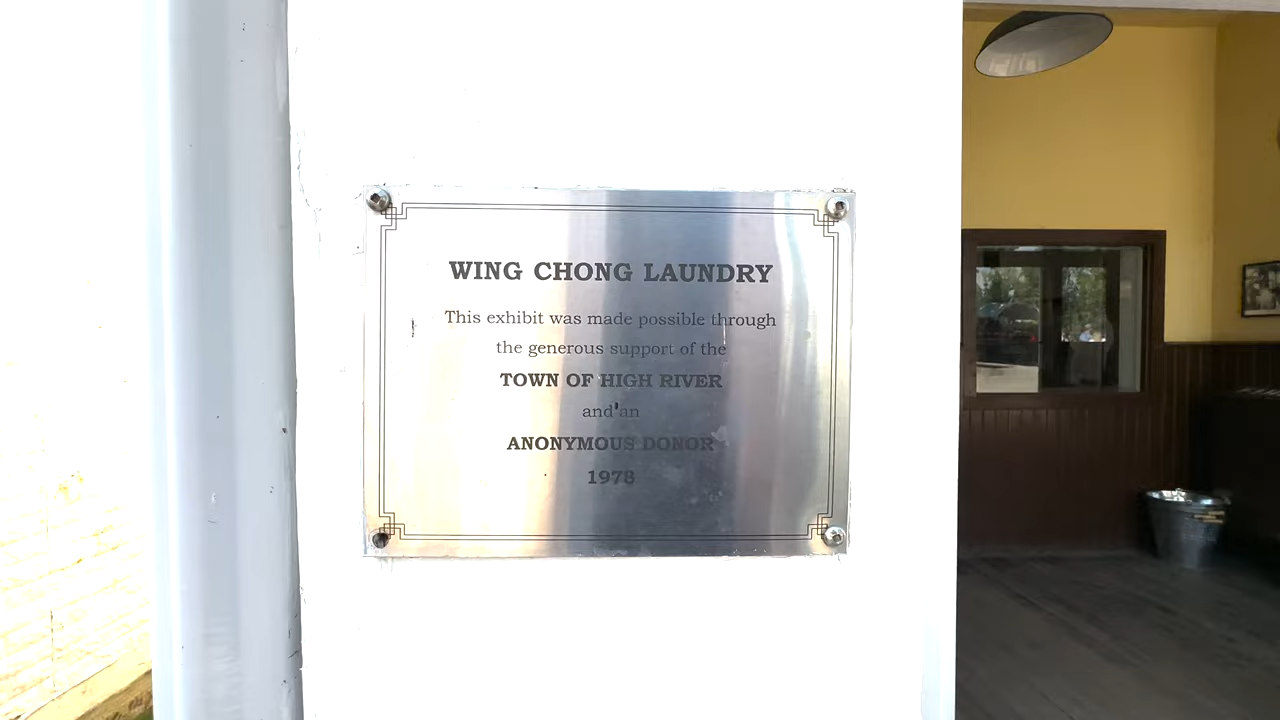 WING CHONG LAUNDRY
This exhibit was made possible through
the generous support of the
TOWN OF HIGH RIVER
and an
ANONYMOUS DONOR
1978